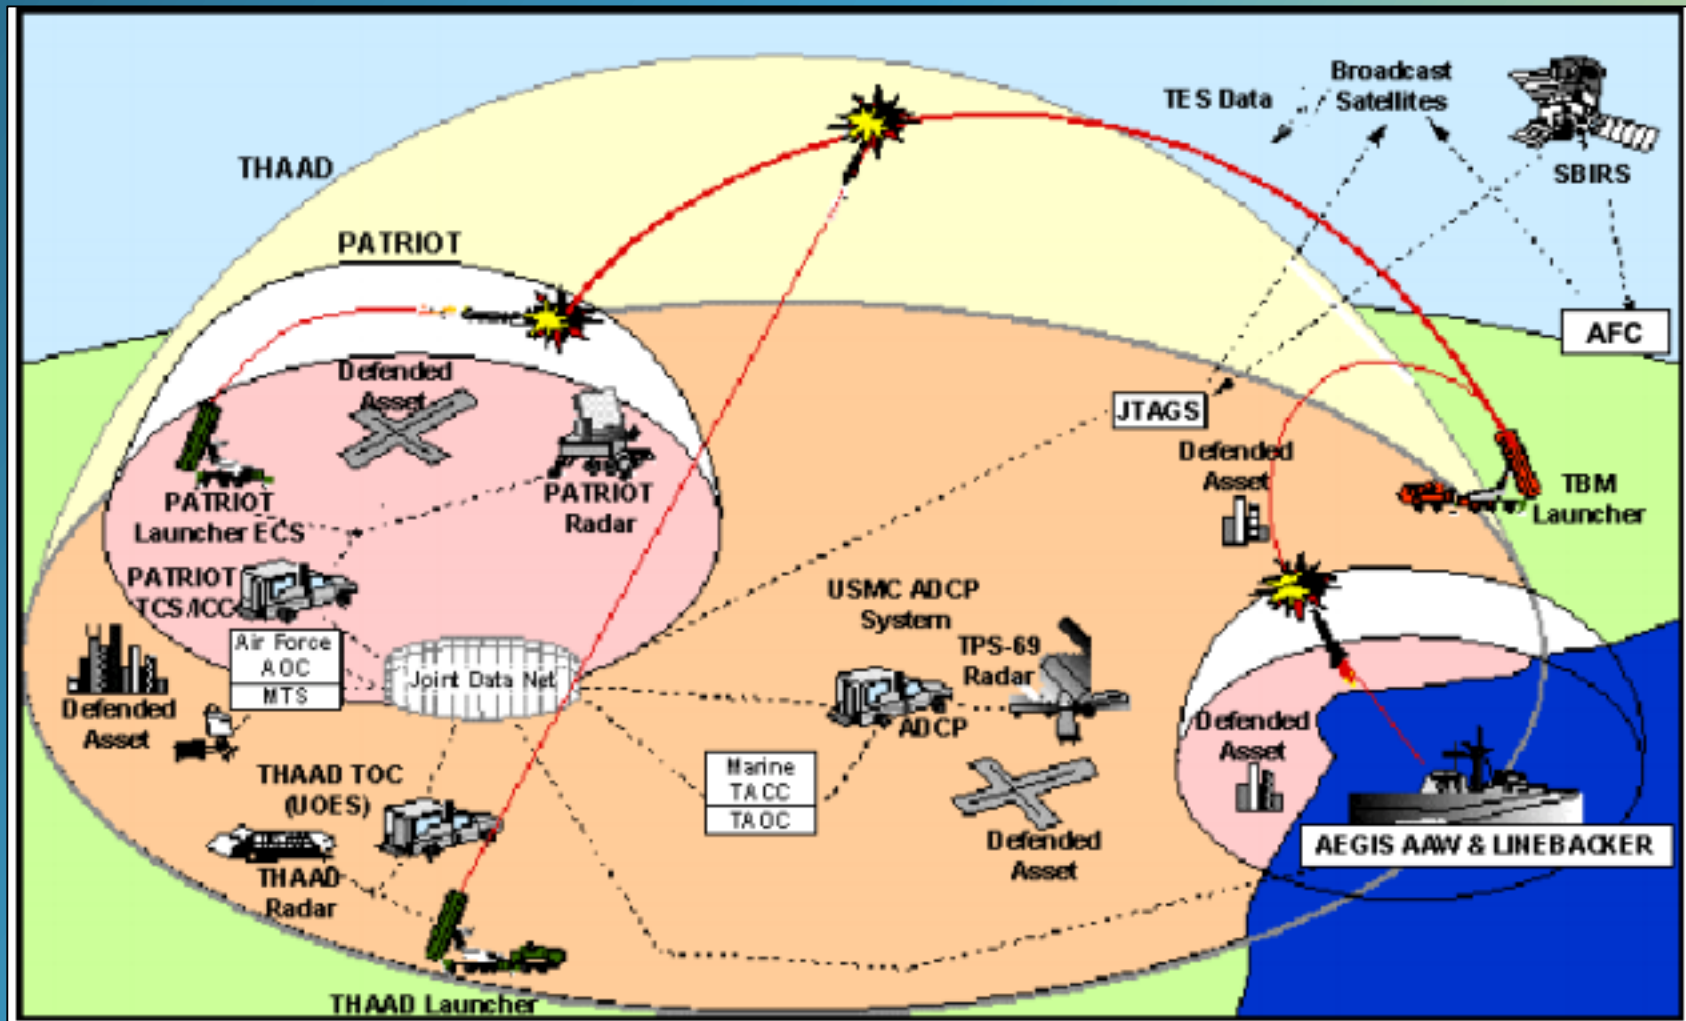 Broadcast
Satellites
TES Data
SBIRS
THAAD
PATRIOT
AFC
Defended
Asset
JTAGS
Defended
Asset
PATRIOT
Launcher ECS
PATRIOT
Radar
TBM
Launcher
PATRIOT
TCS/ICC
USMC ADCP
System
Air Force
AOC
MTS
Joint Data Net
TPS-69
Radar
ADCP
Defended
Asset
Defended
Asset
THAAD TOC
(UOES)
Marine
TACC
TAOC
Defended
Asset
AEGIS AAW & LINEBACKER
THAAD
Radar
THAAD Launcher